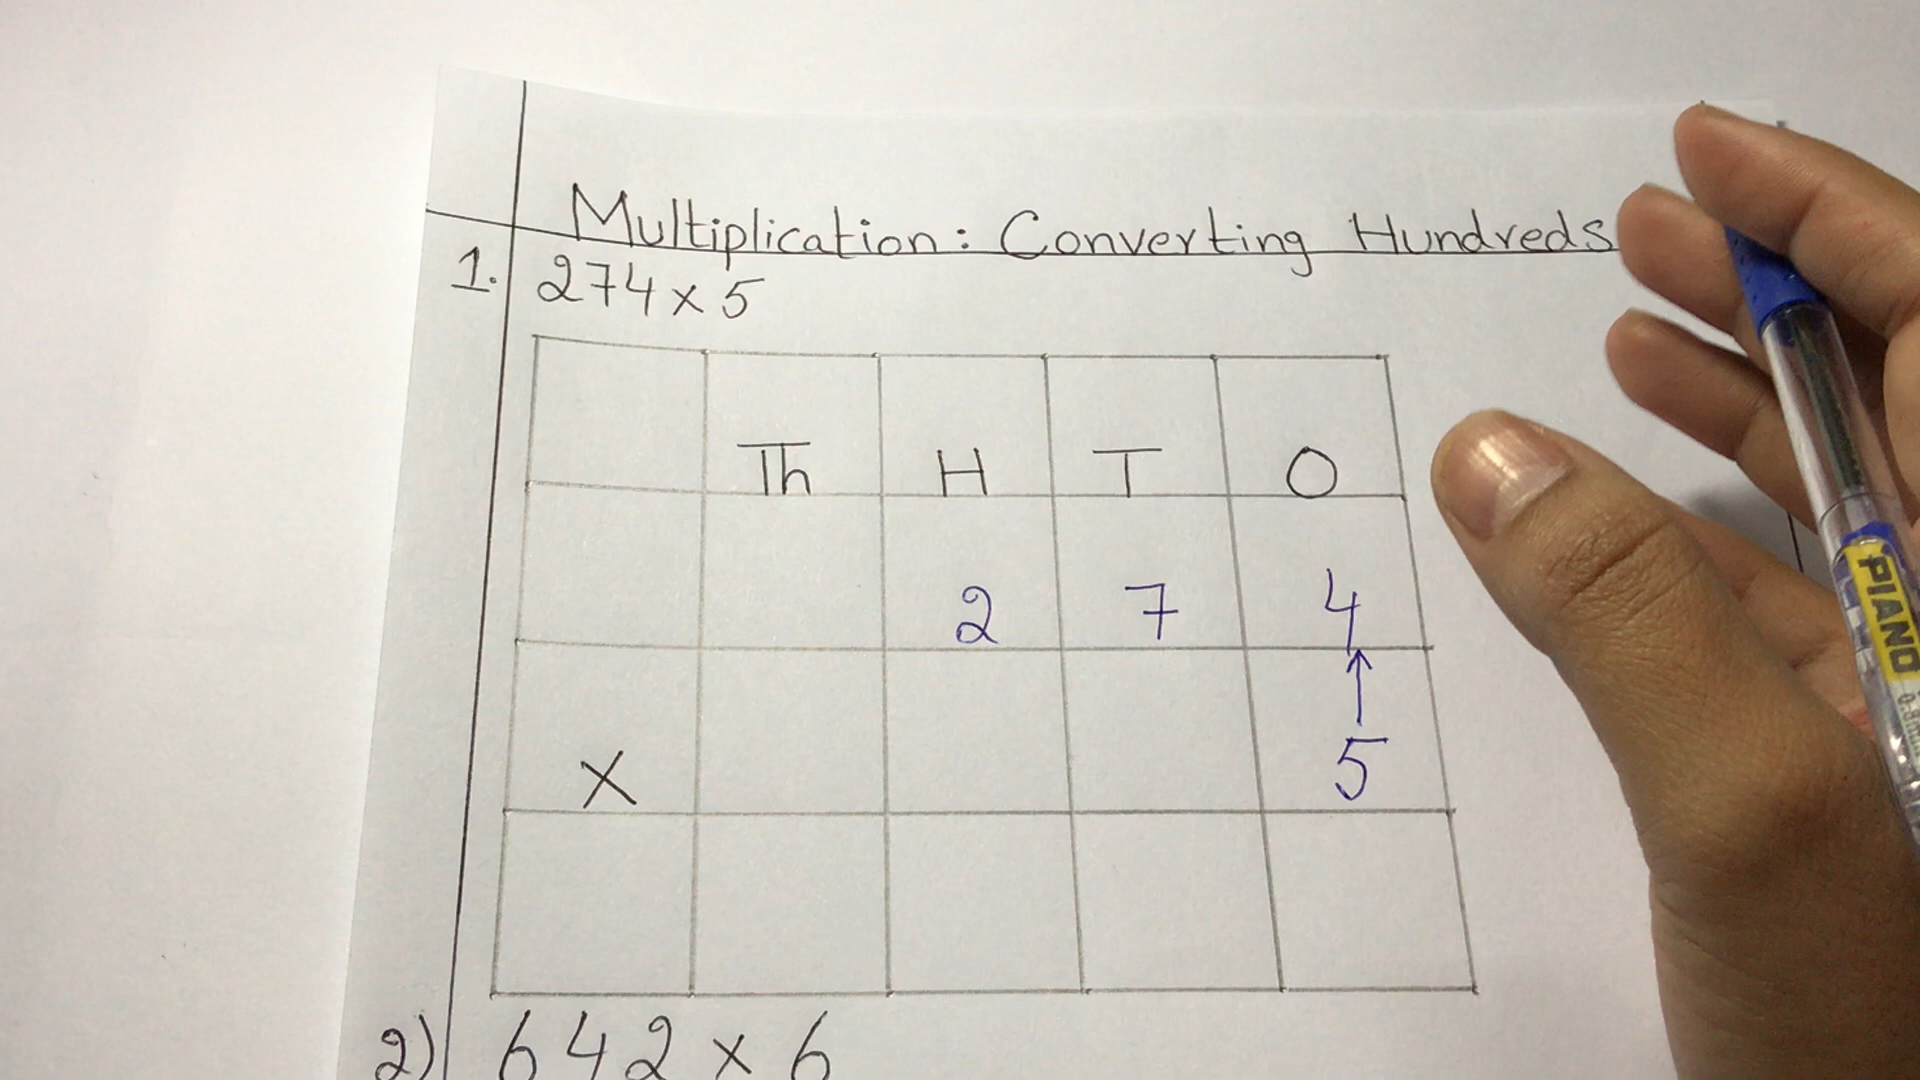 Multiplication: Converting Hundreds
1. 274 x 5
Th H T O
2 7 4
x 5
2) 642 x 6
PIANO